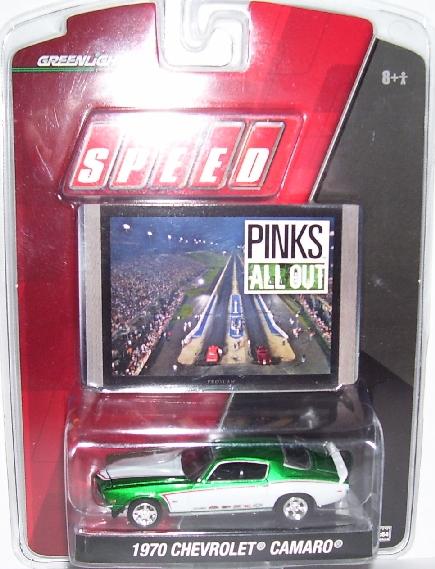 GREENLIGHT
8+
SPEED
PINKS
ALL OUT
1970 CHEVROLET® CAMARO®